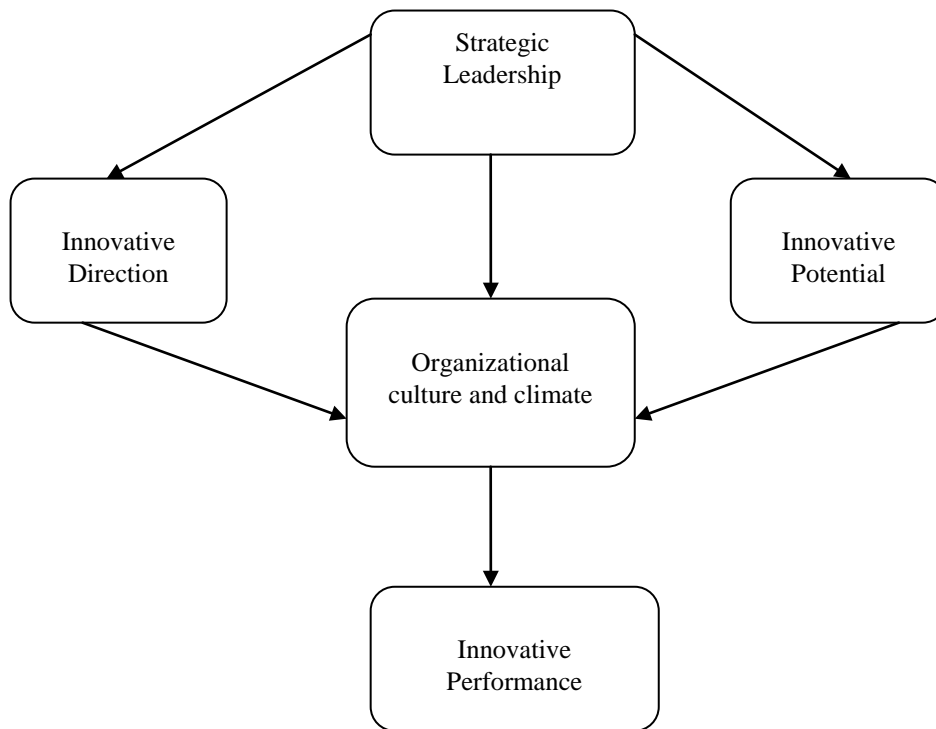 Strategic
Leadership
Innovative
Direction
Innovative
Potential
Organizational
culture and climate
Innovative
Performance